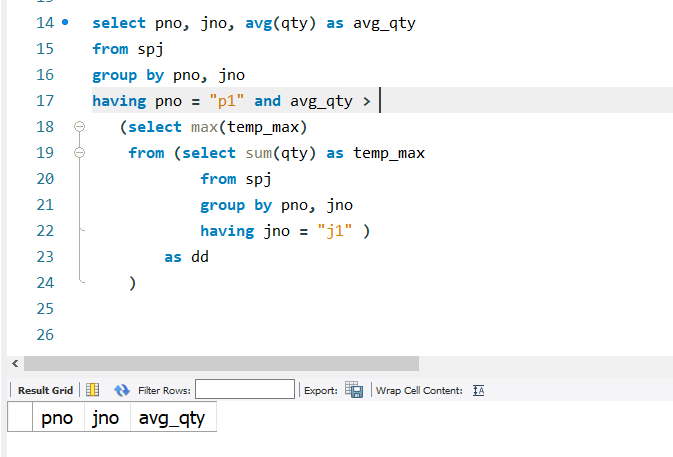 14 select pno, jno, avg(qty) as avg_qty
15 from spj
16 group by pno, jno
17 having pno = "p1" and avg_qty >
18 (select max(temp_max)
19 from (select sum(qty) as temp_max
20 from spj
21 group by pno, jno
22 having jno = "j1" )
23 as dd
24 )
25
26
Result Grid Filter Rows: Export: Wrap Cell Content:
pno jno avg_qty